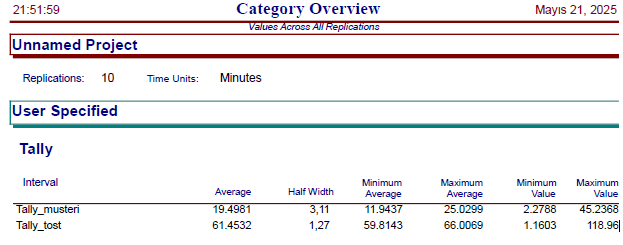 21:51:59 Category Overview Mayıs 21, 2025
Values Across All Replications
Unnamed Project
Replications: 10 Time Units: Minutes
User Specified
Tally
Interval Average Half Width Minimum Average Maximum Average Minimum Value Maximum Value
Tally_musteri 19.4981 3,11 11.9437 25.0299 2.2788 45.2368
Tally_tost 61.4532 1,27 59.8143 66.0069 1.1603 118.96